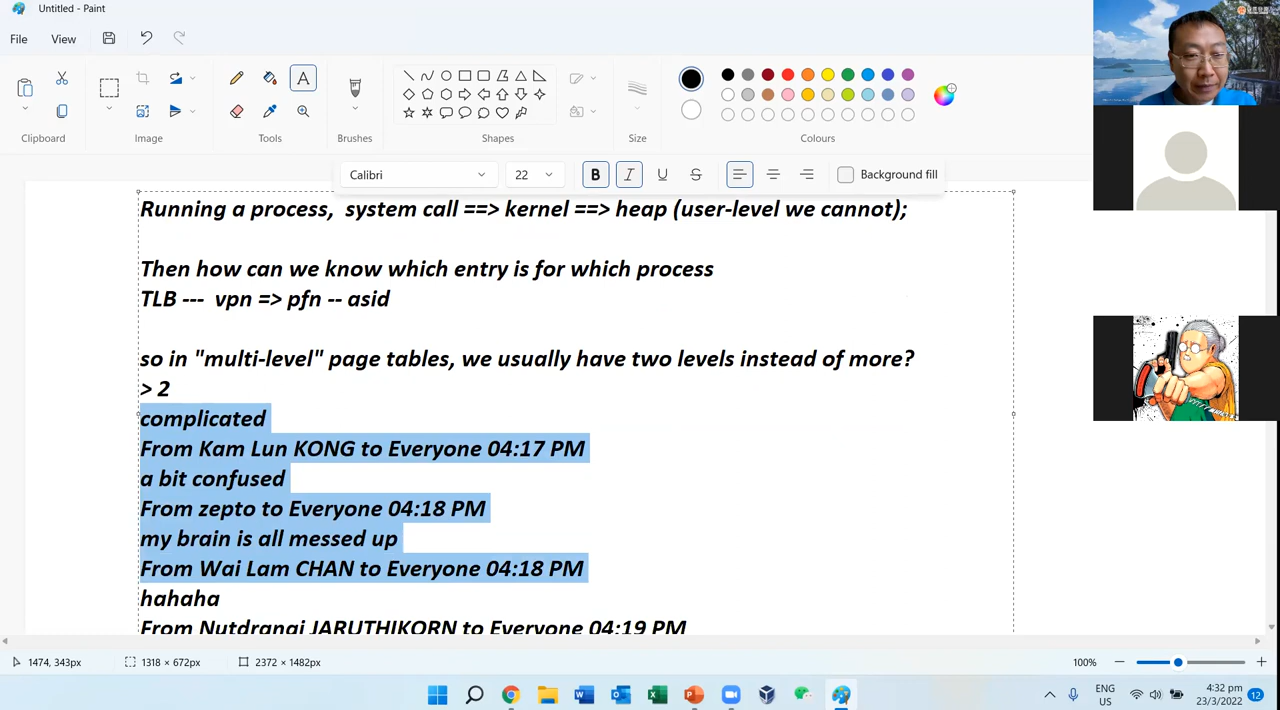 Untitled - Paint
File
View
Clipboard
Image
Tools
Brushes
Shapes
Size
Colours
Calibri
22
B
I
U
S
Background fill
Running a process,  system call ==> kernel ==> heap (user-level we cannot);
Then how can we know which entry is for which process
TLB ---  vpn => pfn -- asid
so in "multi-level" page tables, we usually have two levels instead of more?
> 2
complicated
From Kam Lun KONG to Everyone 04:17 PM
a bit confused
From zepto to Everyone 04:18 PM
my brain is all messed up
From Wai Lam CHAN to Everyone 04:18 PM
hahaha
From Nutdranai JARUTHIKORN to Everyone 04:19 PM
1474, 343px
1318 × 672px
2372 × 1482px
100%
ENG
US
4:32 pm
23/3/2022
12